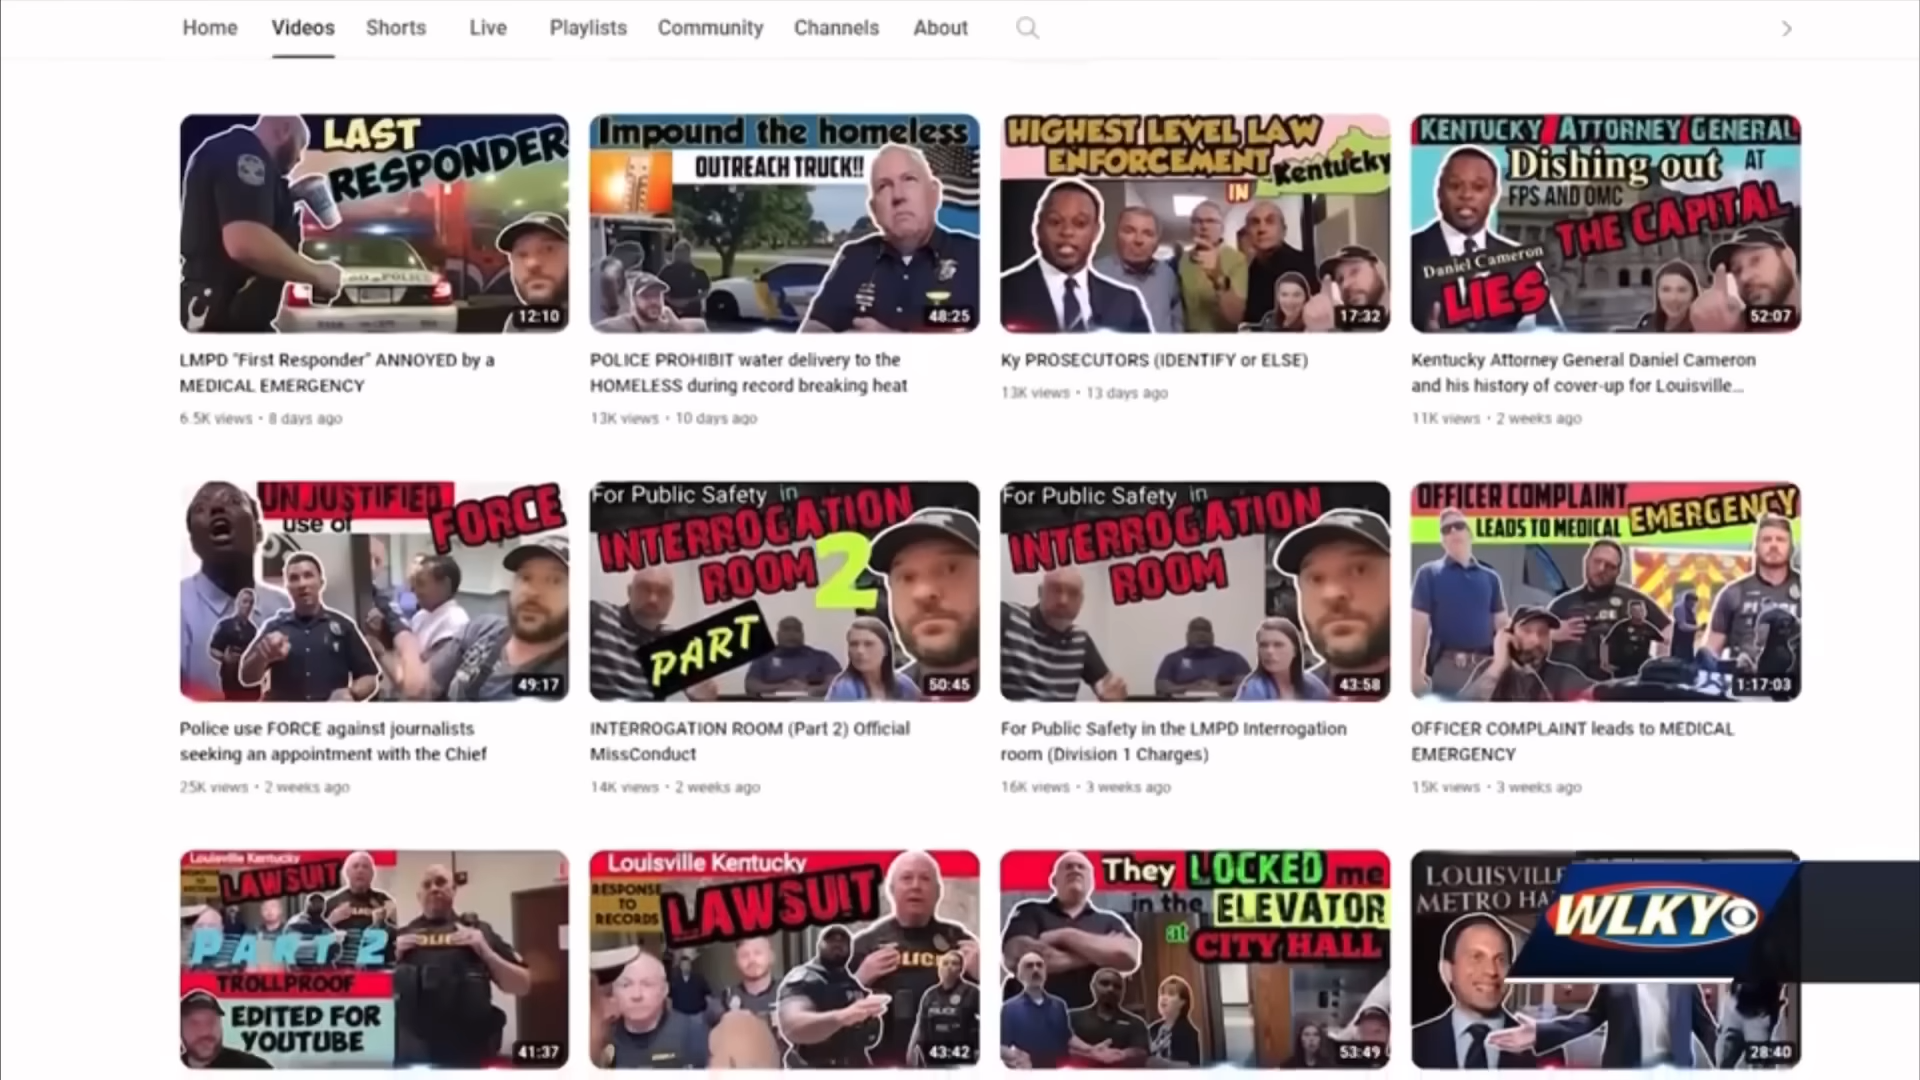 Home Videos Shorts Live Playlists Community Channels About
LAST
RESPONDER
12:10
LMPD "First Responder" ANNOYED by a
MEDICAL EMERGENCY
6.5K views • 8 days ago
Impound the homeless
OUTREACH TRUCK!!
48:25
POLICE PROHIBIT water delivery to the
HOMELESS during record breaking heat
13K views • 10 days ago
HIGHEST LEVEL LAW
ENFORCEMENT
IN Kentucky
17:32
Ky PROSECUTORS (IDENTIFY or ELSE)
13K views • 13 days ago
KENTUCKY ATTORNEY GENERAL
Dishing out AT
FPS AND OMC
THE CAPITAL
Daniel Cameron
LIES
52:07
Kentucky Attorney General Daniel Cameron
and his history of cover-up for Louisville...
11K views • 2 weeks ago
UNJUSTIFIED
use of FORCE
49:17
Police use FORCE against journalists
seeking an appointment with the Chief
25K views • 2 weeks ago
For Public Safety in
INTERROGATION
ROOM 2
PART
50:45
INTERROGATION ROOM (Part 2) Official
MissConduct
14K views • 2 weeks ago
For Public Safety in
INTERROGATION
ROOM
43:58
For Public Safety in the LMPD Interrogation
room (Division 1 Charges)
16K views • 3 weeks ago
OFFICER COMPLAINT
LEADS TO MEDICAL EMERGENCY
1:17:03
OFFICER COMPLAINT leads to MEDICAL
EMERGENCY
15K views • 3 weeks ago
Louisville Kentucky
LAWSUIT
PART 2
TROLLPROOF
EDITED FOR
YOUTUBE
41:37
Louisville Kentucky
RESPONSE
TO
RECORDS
LAWSUIT
POLICE
43:42
They LOCKED me
in the ELEVATOR
at CITY HALL
53:49
LOUISVILLE
METRO HA
28:40
WLKY